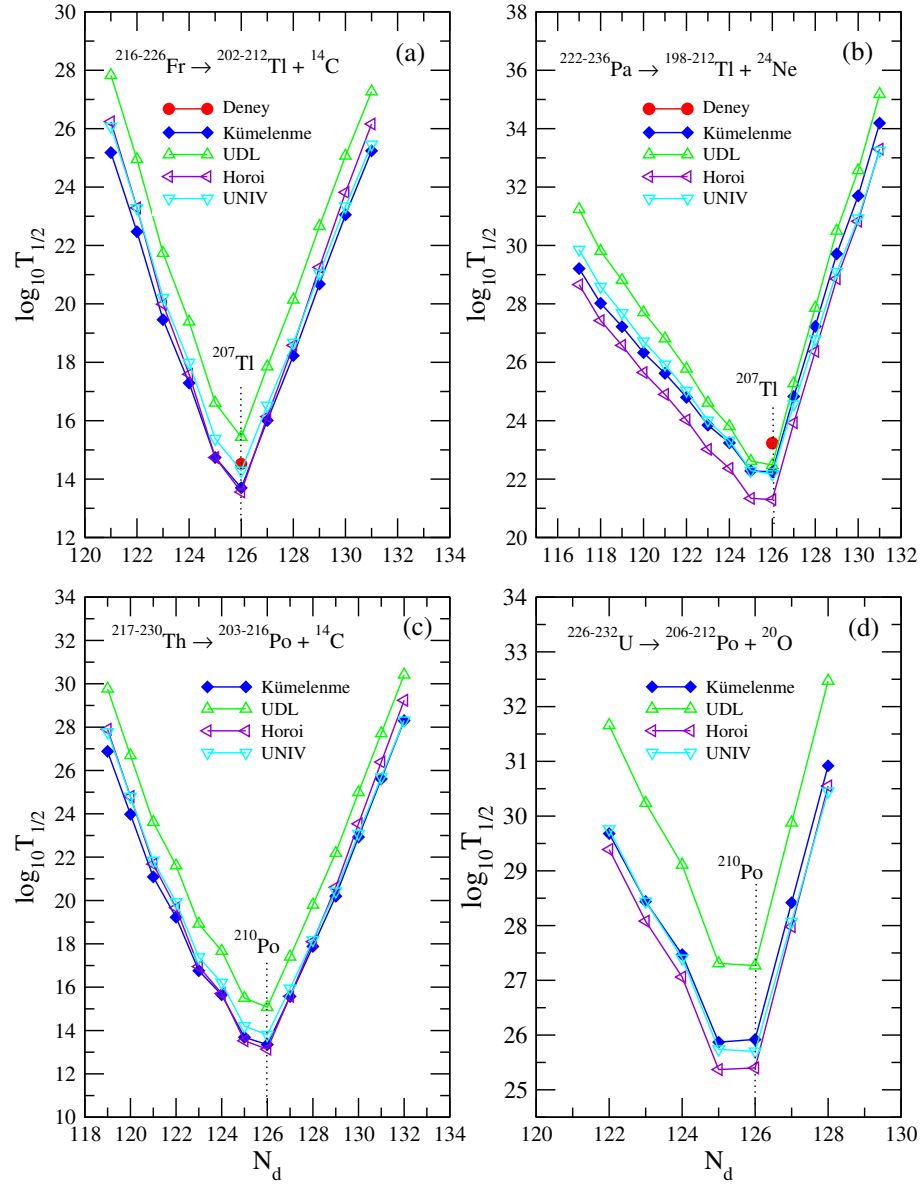 (a)
²¹⁶⁻²²⁶Fr → ²⁰²⁻²¹²Tl + ¹⁴C
Deney
Kümelenme
UDL
Horoi
UNIV
²⁰⁷Tl
log₁₀T₁/₂
30
28
26
24
22
20
18
16
14
12
120 122 124 126 128 130 132 134
(b)
²²²⁻²³⁶Pa → ¹⁹⁸⁻²¹²Tl + ²⁴Ne
Deney
Kümelenme
UDL
Horoi
UNIV
²⁰⁷Tl
log₁₀T₁/₂
38
36
34
32
30
28
26
24
22
20
116 118 120 122 124 126 128 130 132
(c)
²¹⁷⁻²³⁰Th → ²⁰³⁻²¹⁶Po + ¹⁴C
Kümelenme
UDL
Horoi
UNIV
²¹⁰Po
log₁₀T₁/₂
34
32
30
28
26
24
22
20
18
16
14
12
10
118 120 122 124 126 128 130 132 134
N_d
(d)
²²⁶⁻²³²U → ²⁰⁶⁻²¹²Po + ²⁰O
Kümelenme
UDL
Horoi
UNIV
²¹⁰Po
log₁₀T₁/₂
34
33
32
31
30
29
28
27
26
25
120 122 124 126 128 130
N_d